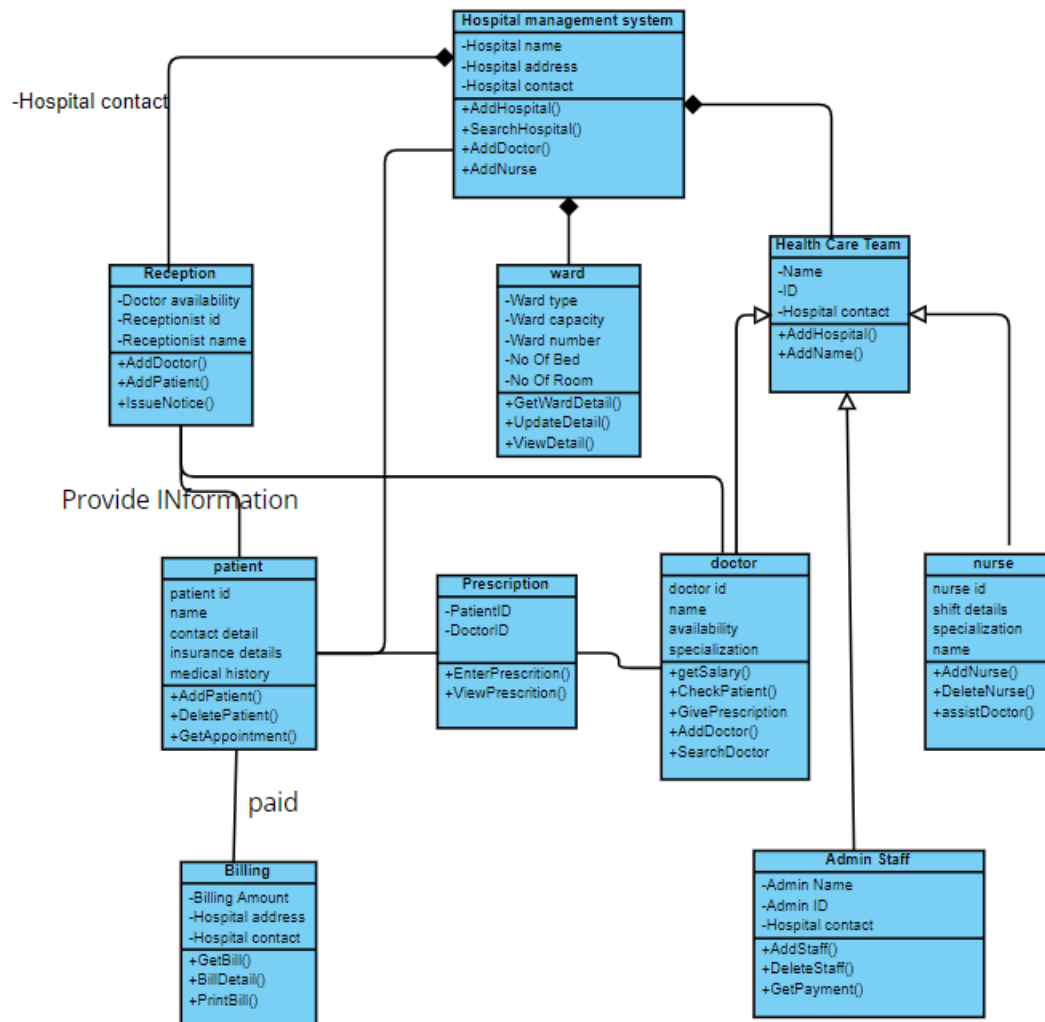 Hospital management system
-Hospital name
-Hospital address
-Hospital contact
+AddHospital()
+SearchHospital()
+AddDoctor()
+AddNurse
-Hospital contact
Reception
-Doctor availability
-Receptionist id
-Receptionist name
+AddDoctor()
+AddPatient()
+IssueNotice()
ward
-Ward type
-Ward capacity
-Ward number
-No Of Bed
-No Of Room
+GetWardDetail()
+UpdateDetail()
+ViewDetail()
Health Care Team
-Name
-ID
-Hospital contact
+AddHospital()
+AddName()
Provide INformation
patient
patient id
name
contact detail
insurance details
medical history
+AddPatient()
+DeletePatient()
+GetAppointment()
Prescription
-PatientID
-DoctorID
+EnterPrescrition()
+ViewPrescrition()
doctor
doctor id
name
availability
specialization
+getSalary()
+CheckPatient()
+GivePrescription
+AddDoctor()
+SearchDoctor
nurse
nurse id
shift details
specialization
name
+AddNurse()
+DeleteNurse()
+assistDoctor()
paid
Billing
-Billing Amount
-Hospital address
-Hospital contact
+GetBill()
+BillDetail()
+PrintBill()
Admin Staff
-Admin Name
-Admin ID
-Hospital contact
+AddStaff()
+DeleteStaff()
+GetPayment()